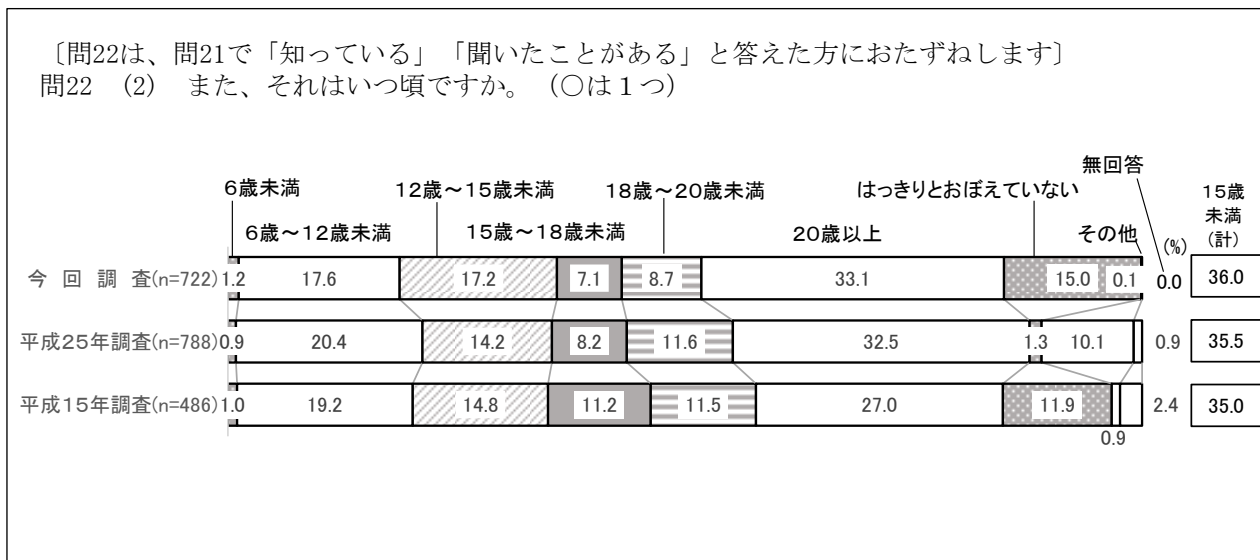 〔問22は、問21で「知っている」「聞いたことがある」と答えた方におたずねします〕
問22　(2)　また、それはいつ頃ですか。（○は１つ）
無回答
6歳未満　12歳～15歳未満　18歳～20歳未満　はっきりとおぼえていない　15歳未満（計）
6歳～12歳未満　15歳～18歳未満　20歳以上　その他　(%)
今回調査(n=722) 1.2 17.6 17.2 7.1 8.7 33.1 15.0 0.1 0.0 36.0
平成25年調査(n=788) 0.9 20.4 14.2 8.2 11.6 32.5 1.3 10.1 0.9 35.5
平成15年調査(n=486) 1.0 19.2 14.8 11.2 11.5 27.0 11.9 2.4 35.0
0.9